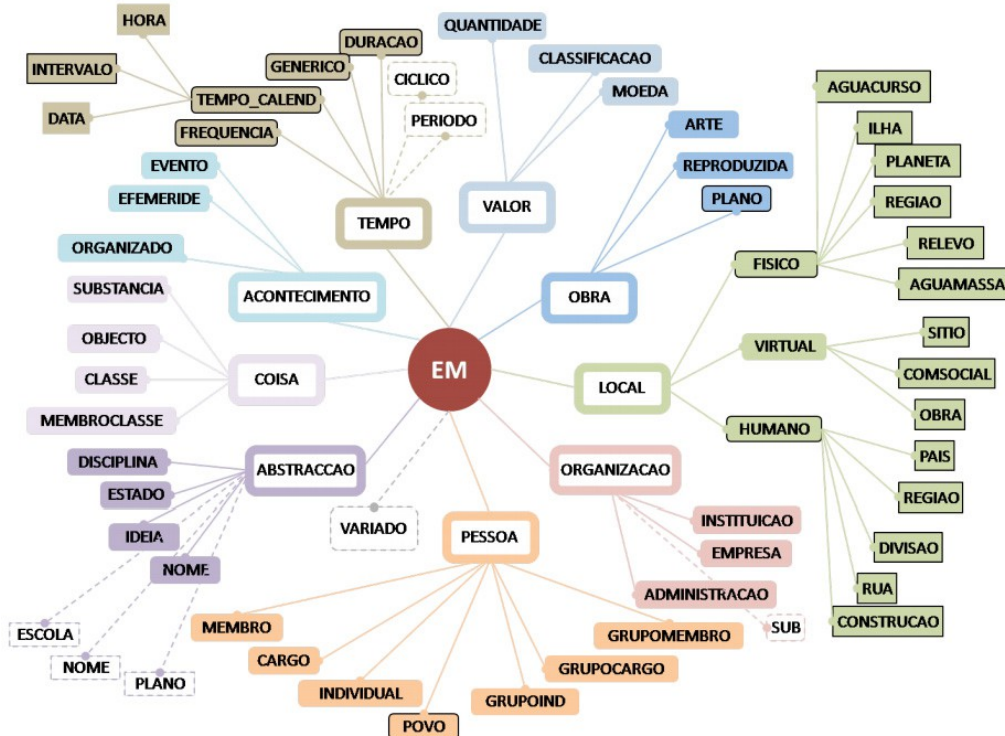 HORA
QUANTIDADE
DURACAO
INTERVALO
GENERICO
CICLICO
CLASSIFICACAO
DATA
TEMPO_CALEND
MOEDA
AGUACURSO
FREQUENCIA
PERIODO
ARTE
ILHA
EVENTO
REPRODUZIDA
PLANETA
EFEMERIDE
PLANO
REGIAO
TEMPO
VALOR
ORGANIZADO
RELEVO
FISICO
SUBSTANCIA
ACONTECIMENTO
OBRA
AGUAMASSA
OBJECTO
VIRTUAL
SITIO
CLASSE
COISA
EM
LOCAL
COMSOCIAL
MEMBROCLASSE
OBRA
HUMANO
DISCIPLINA
ABSTRACCAO
ORGANIZACAO
PAIS
ESTADO
REGIAO
IDEIA
VARIADO
PESSOA
INSTITUICAO
NOME
EMPRESA
DIVISAO
ADMINISTRACAO
RUA
ESCOLA
MEMBRO
GRUPOMEMBRO
SUB
CONSTRUCAO
NOME
CARGO
GRUPOCARGO
PLANO
INDIVIDUAL
GRUPOIND
POVO